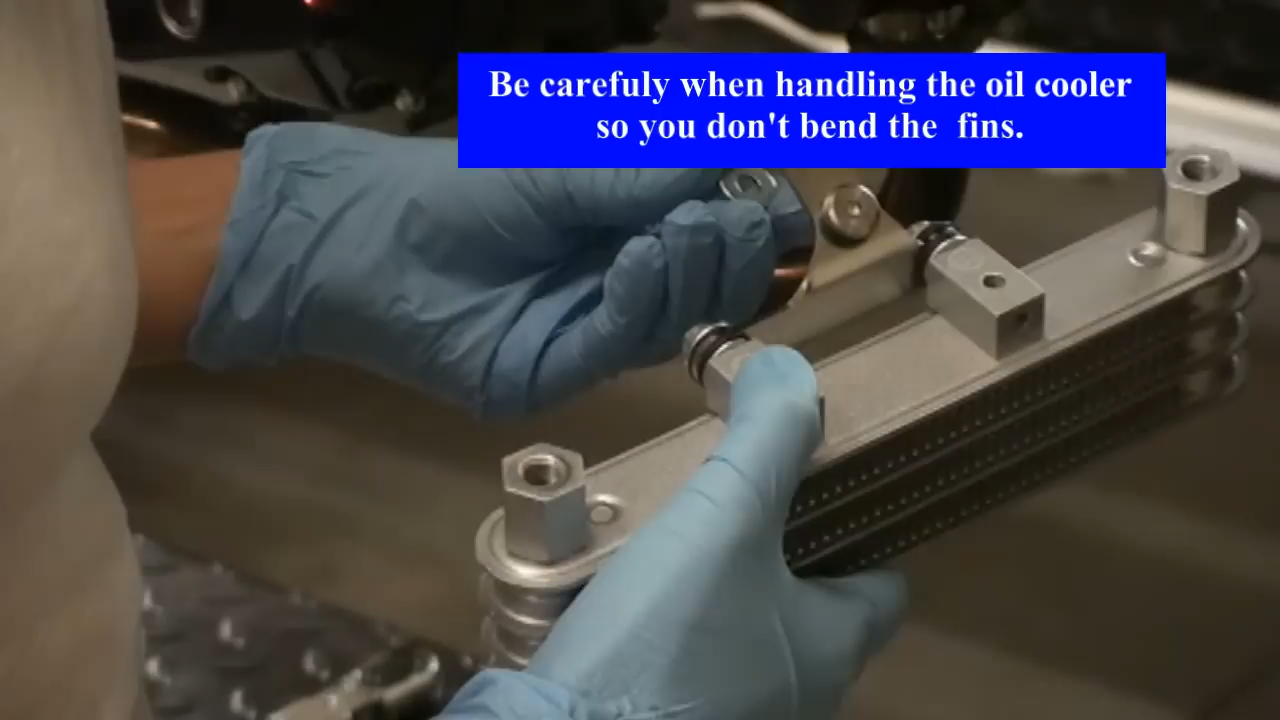 Be carefuly when handling the oil cooler
so you don't bend the  fins.